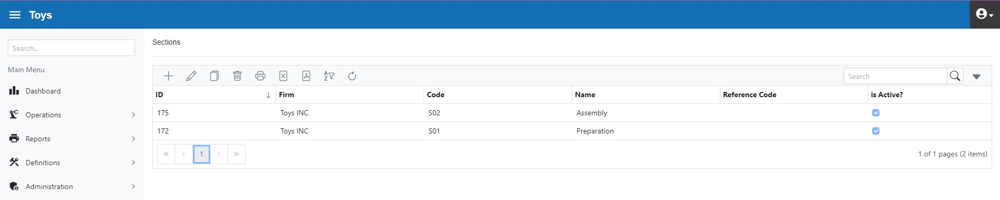 Toys
Search...
Main Menu
Dashboard
Operations
Reports
Definitions
Administration
Sections
Search
ID Firm Code Name Reference Code is Active?
175 Toys INC S02 Assembly
172 Toys INC S01 Preparation
« ‹ 1 › » 1 of 1 pages (2 items)